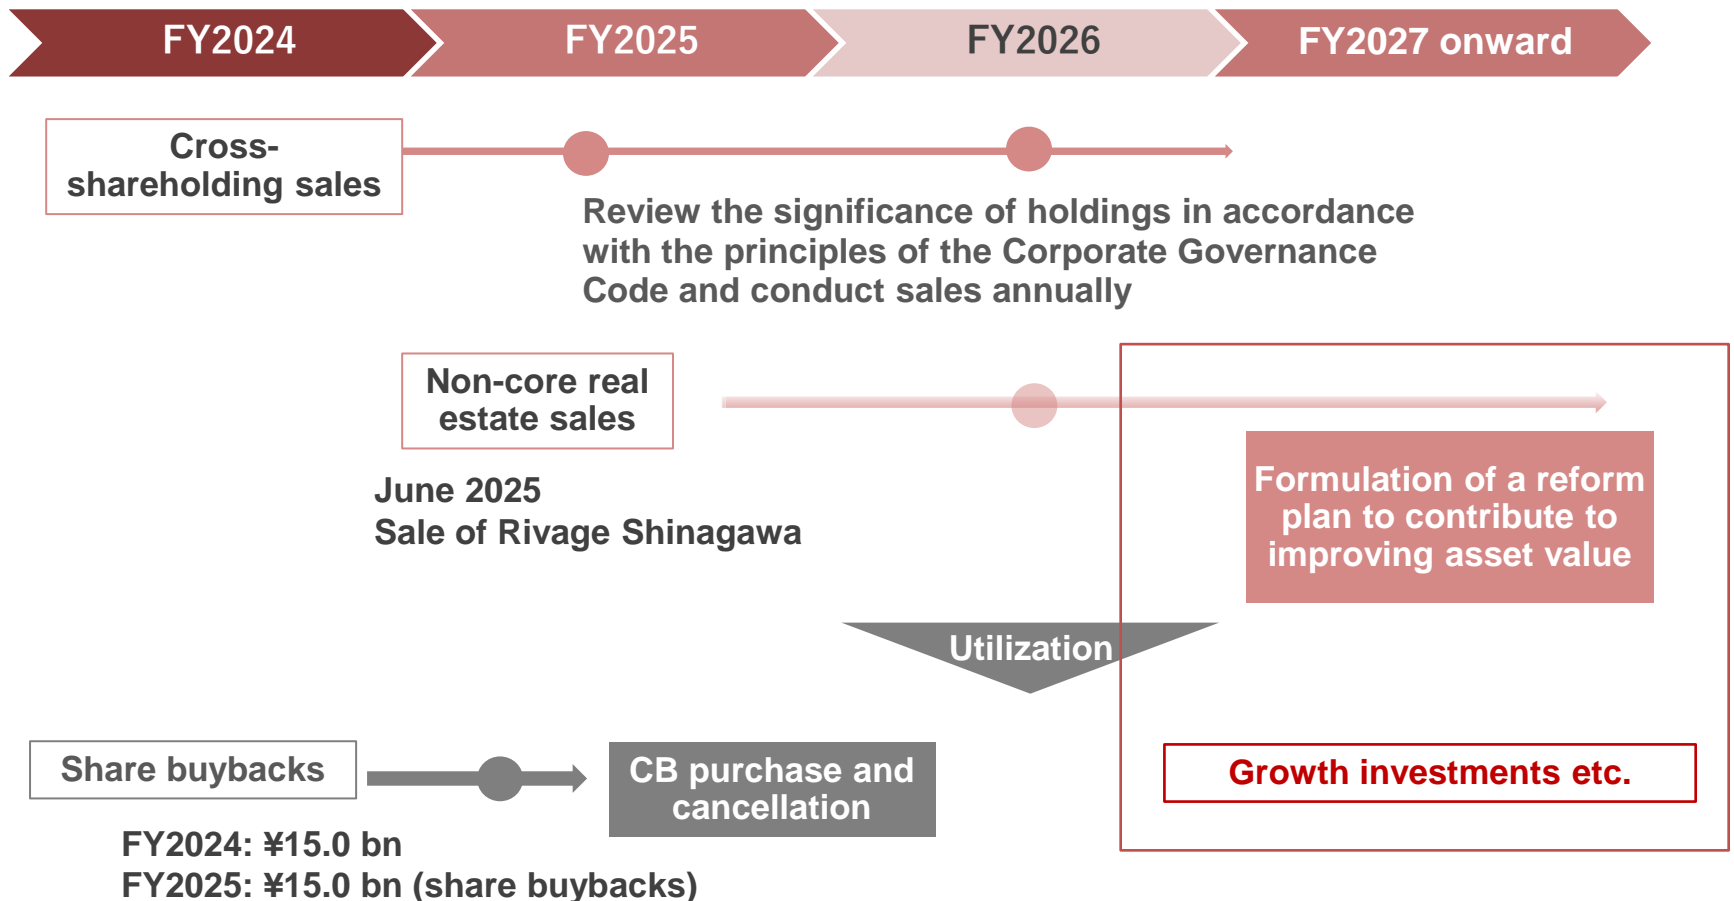 FY2024
FY2025
FY2026
FY2027 onward
Cross-
shareholding sales
Review the significance of holdings in accordance
with the principles of the Corporate Governance
Code and conduct sales annually
Non-core real
estate sales
June 2025
Sale of Rivage Shinagawa
Formulation of a reform
plan to contribute to
improving asset value
Utilization
Share buybacks
CB purchase and
cancellation
Growth investments etc.
FY2024: ¥15.0 bn
FY2025: ¥15.0 bn (share buybacks)